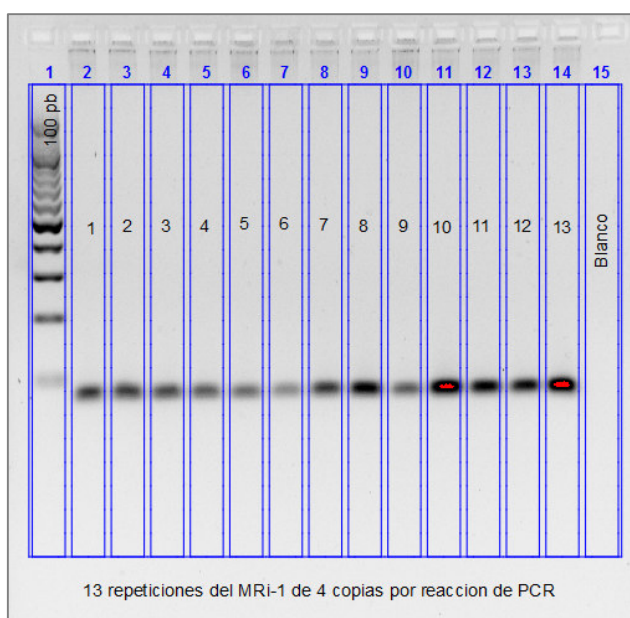 1 2 3 4 5 6 7 8 9 10 11 12 13 14 15
100 pb
1 2 3 4 5 6 7 8 9 10 11 12 13
Blanco
13 repeticiones del MRi-1 de 4 copias por reaccion de PCR